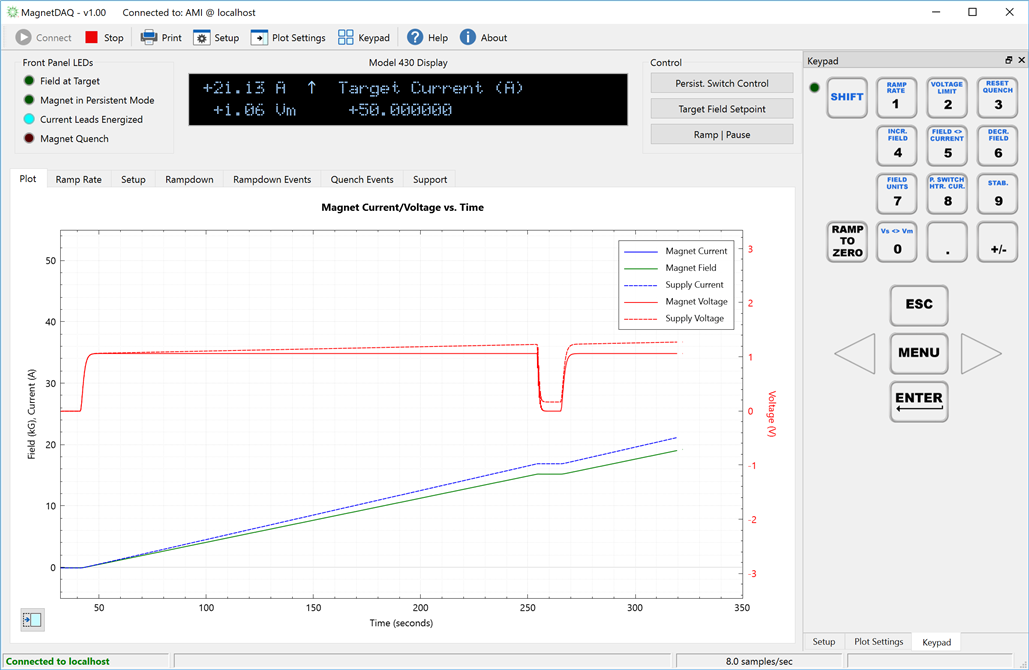 MagnetDAQ - v1.00 Connected to: AMI @ localhost
Connect Stop Print Setup Plot Settings Keypad Help About
Front Panel LEDs
Field at Target
Magnet in Persistent Mode
Current Leads Energized
Magnet Quench
Model 430 Display
+21.13 A ↑ Target Current (A)
+1.06 Vm +50.000000
Control
Persist. Switch Control
Target Field Setpoint
Ramp | Pause
Plot Ramp Rate Setup Rampdown Rampdown Events Quench Events Support
Magnet Current/Voltage vs. Time
Magnet Current
Magnet Field
Supply Current
Magnet Voltage
Supply Voltage
Field (kG), Current (A)
50
40
30
20
10
0
3
2
1
0
-1
-2
-3
Voltage (V)
50 100 150 200 250 300 350
Time (seconds)
Keypad
SHIFT
RAMP
RATE
1
VOLTAGE
LIMIT
2
RESET
QUENCH
3
INCR.
FIELD
4
FIELD <>
CURRENT
5
DECR.
FIELD
6
FIELD
UNITS
7
P. SWITCH
HTR. CUR.
8
STAB.
9
RAMP
TO
ZERO
Vs <> Vm
0
.
+/-
ESC
MENU
ENTER
Setup Plot Settings Keypad
Connected to localhost
8.0 samples/sec